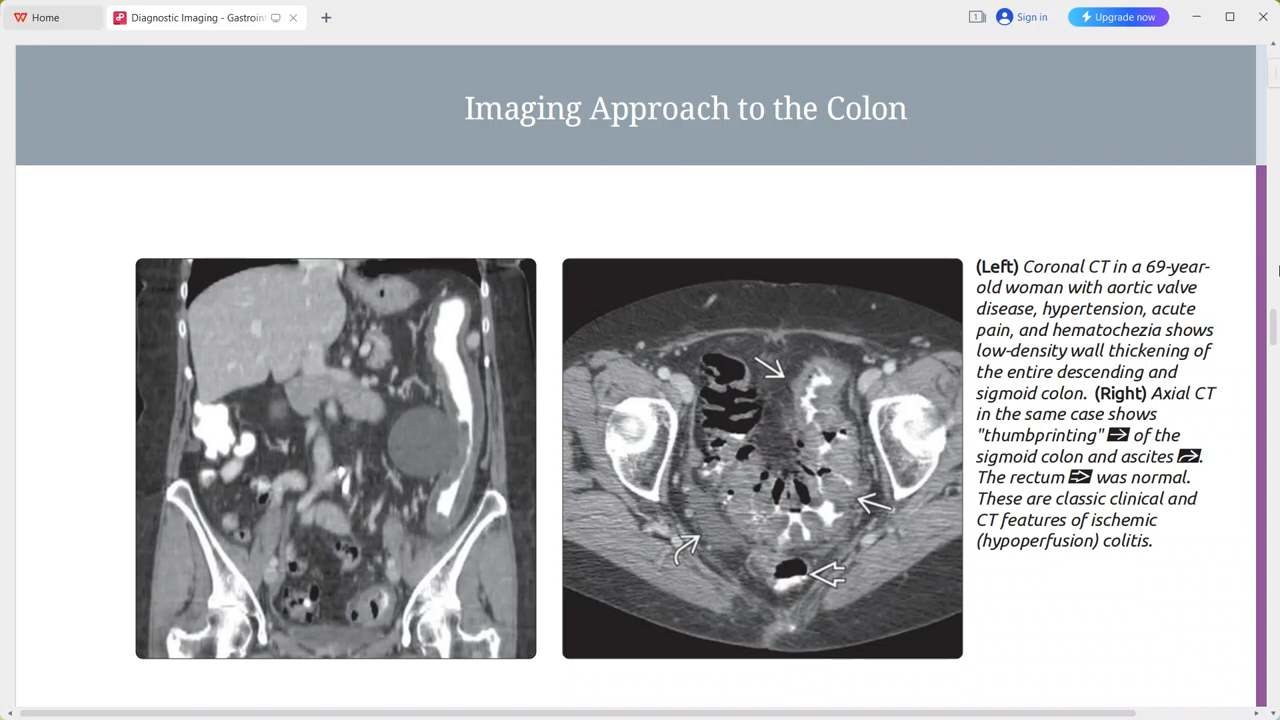 Home
Diagnostic Imaging - Gastroin
1
Sign in
Upgrade now
Imaging Approach to the Colon
(Left) Coronal CT in a 69-year-
old woman with aortic valve
disease, hypertension, acute
pain, and hematochezia shows
low-density wall thickening of
the entire descending and
sigmoid colon. (Right) Axial CT
in the same case shows
"thumbprinting" of the
sigmoid colon and ascites.
The rectum was normal.
These are classic clinical and
CT features of ischemic
(hypoperfusion) colitis.